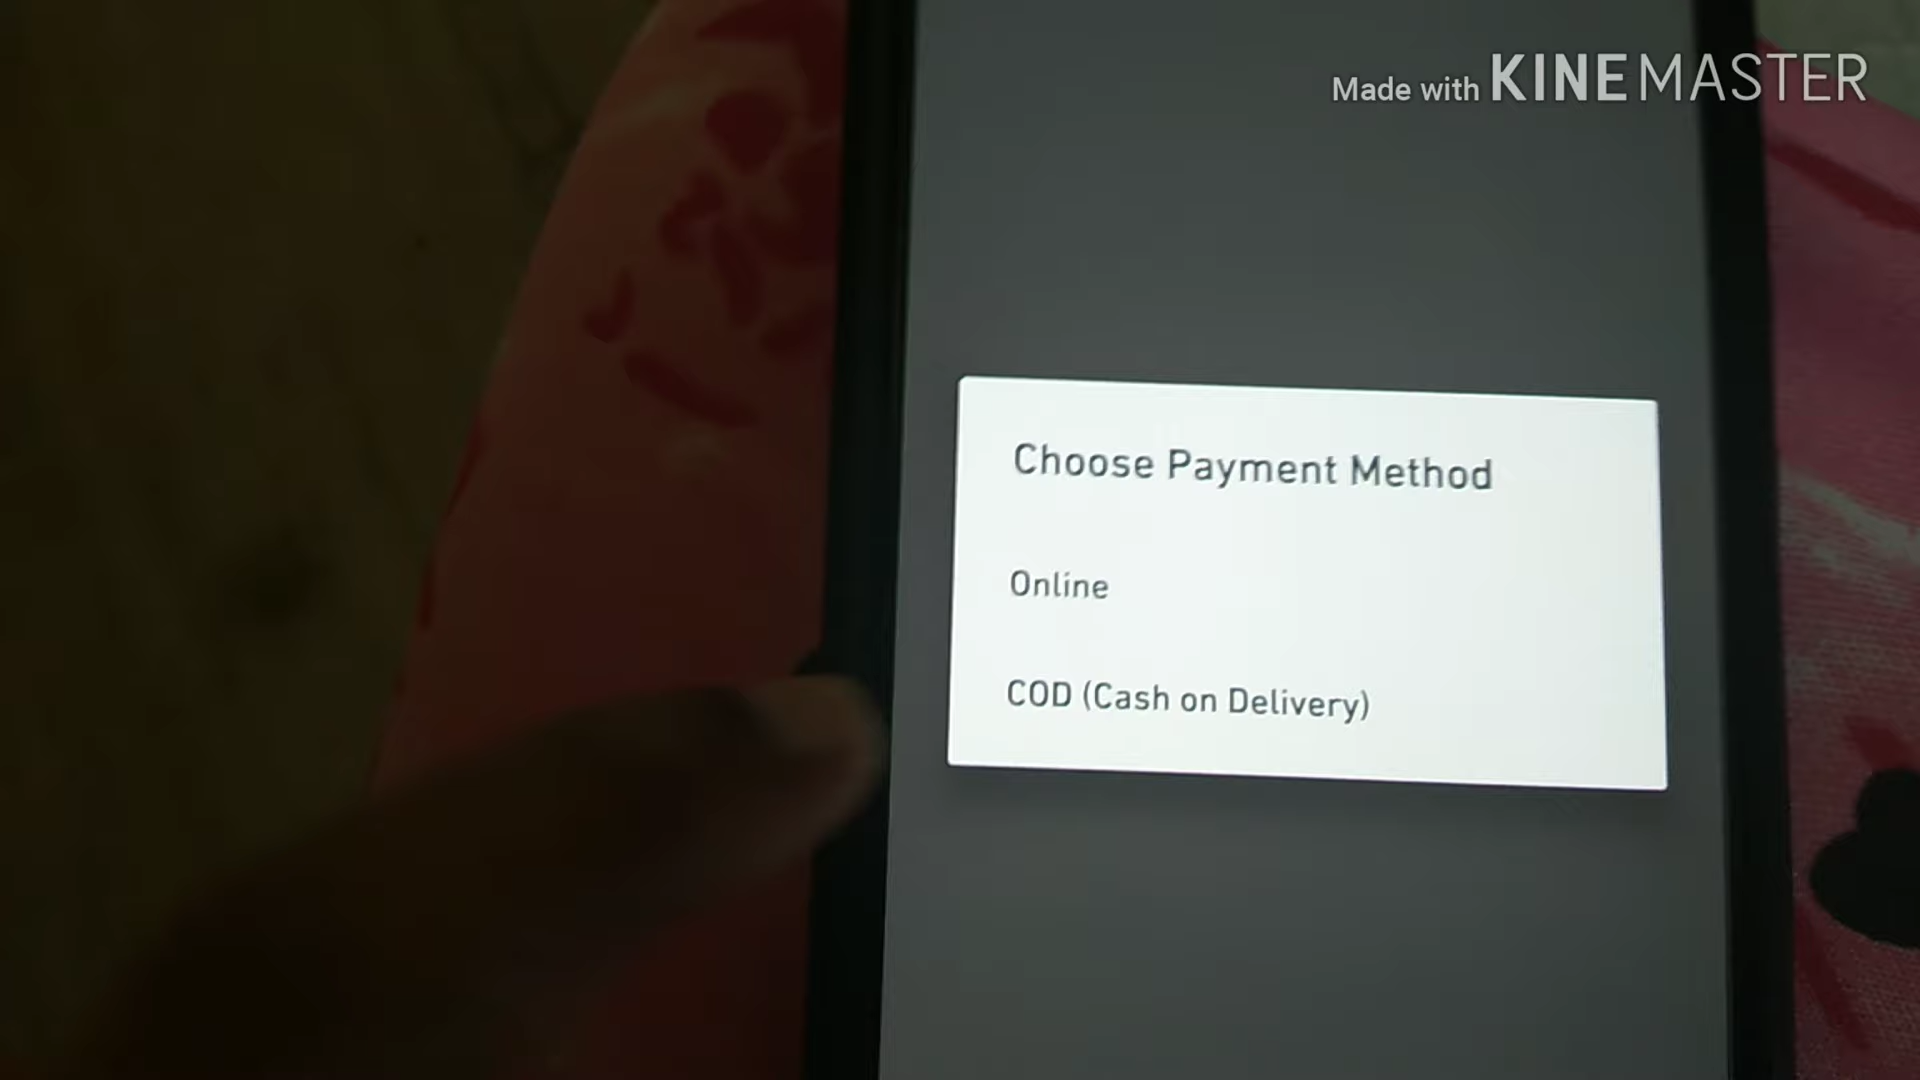 Made with KINEMASTER
Choose Payment Method
Online
COD (Cash on Delivery)